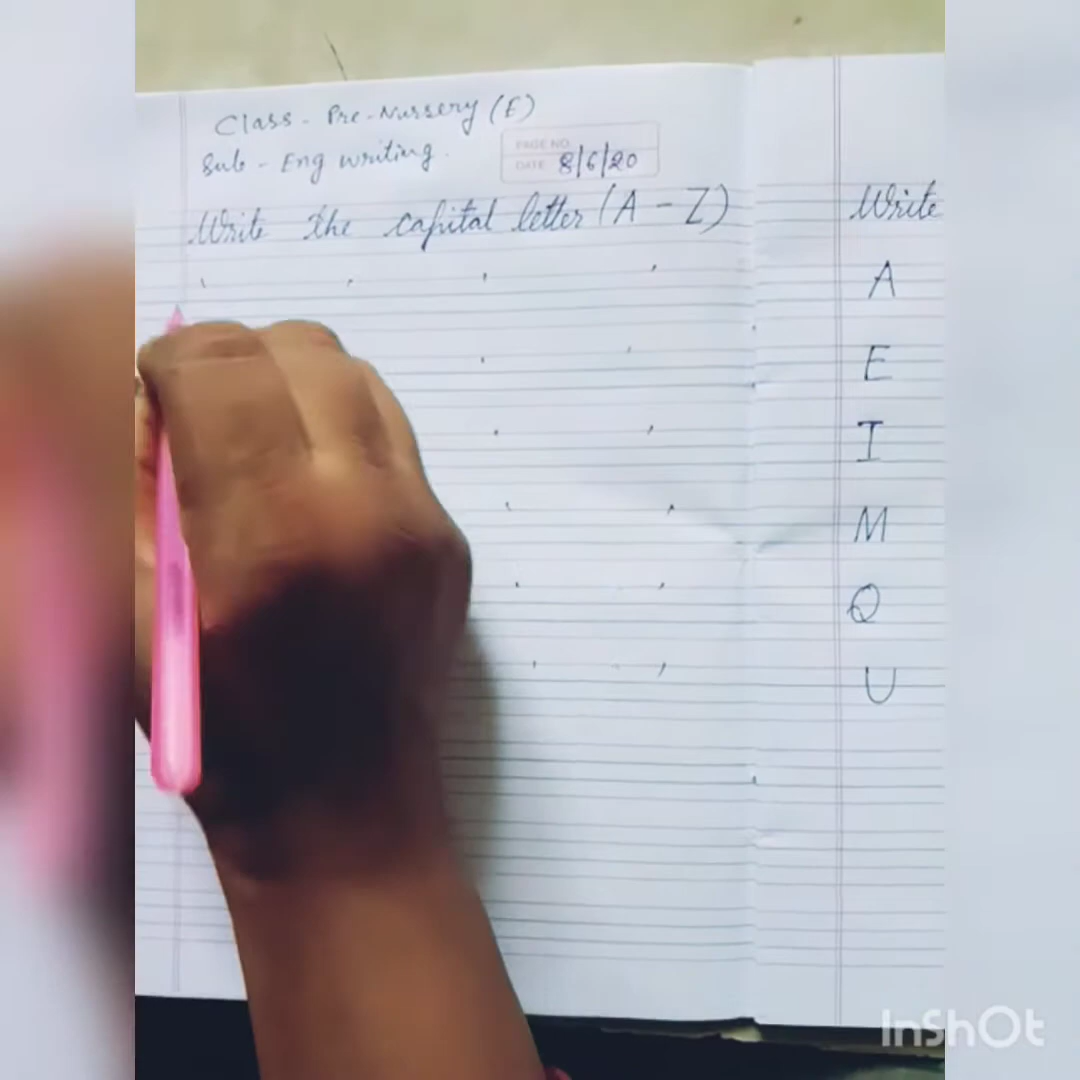 Class - Pre-Nursery (E)
Sub - Eng writing.
PAGE NO.
DATE 8/6/20
Write the capital letter (A - Z)
Write
A
E
I
M
Q
U
InShOt